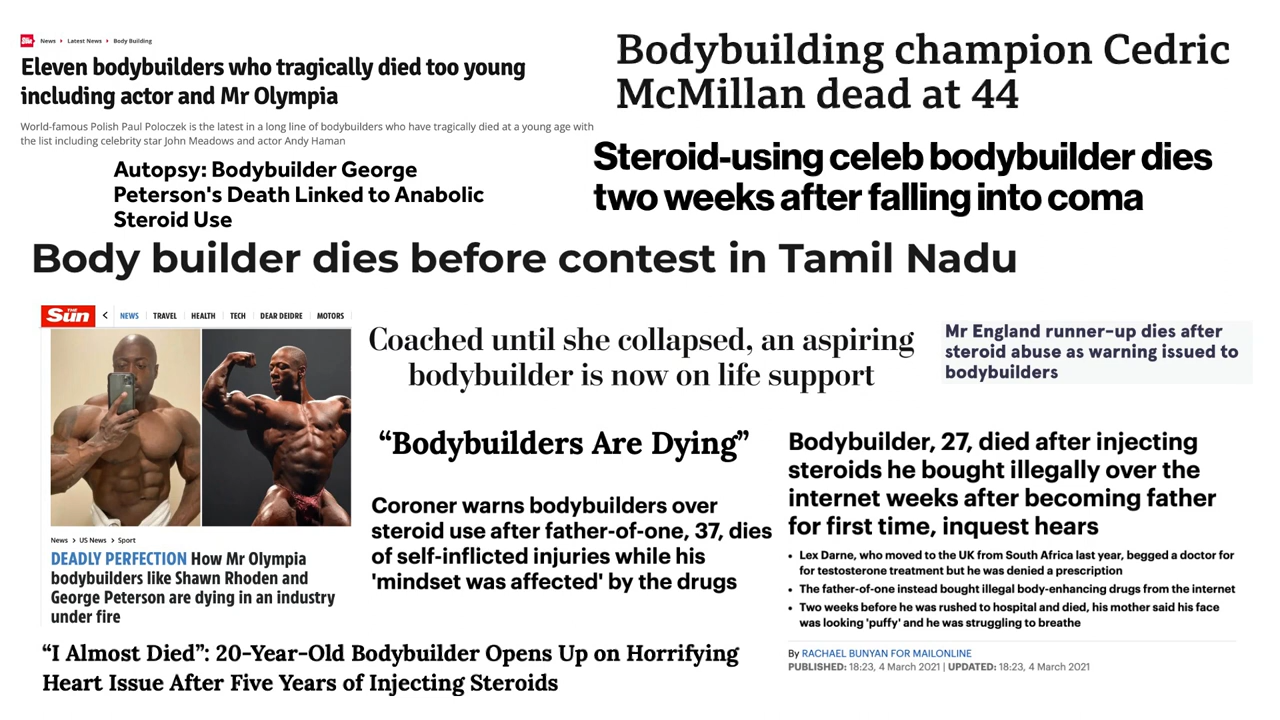 News > Latest News > Body Building
Eleven bodybuilders who tragically died too young
including actor and Mr Olympia
World-famous Polish Paul Poloczek is the latest in a long line of bodybuilders who have tragically died at a young age with
the list including celebrity star John Meadows and actor Andy Haman
Bodybuilding champion Cedric
McMillan dead at 44
Autopsy: Bodybuilder George
Peterson's Death Linked to Anabolic
Steroid Use
Steroid-using celeb bodybuilder dies
two weeks after falling into coma
Body builder dies before contest in Tamil Nadu
THE Sun < NEWS TRAVEL HEALTH TECH DEAR DEIDRE MOTORS
News > US News > Sport
DEADLY PERFECTION How Mr Olympia
bodybuilders like Shawn Rhoden and
George Peterson are dying in an industry
under fire
Coached until she collapsed, an aspiring
bodybuilder is now on life support
Mr England runner-up dies after
steroid abuse as warning issued to
bodybuilders
“Bodybuilders Are Dying”
Coroner warns bodybuilders over
steroid use after father-of-one, 37, dies
of self-inflicted injuries while his
'mindset was affected' by the drugs
Bodybuilder, 27, died after injecting
steroids he bought illegally over the
internet weeks after becoming father
for first time, inquest hears
• Lex Darne, who moved to the UK from South Africa last year, begged a doctor for
for testosterone treatment but he was denied a prescription
• The father-of-one instead bought illegal body-enhancing drugs from the internet
• Two weeks before he was rushed to hospital and died, his mother said his face
was looking 'puffy' and he was struggling to breathe
By RACHAEL BUNYAN FOR MAILONLINE
PUBLISHED: 18:23, 4 March 2021 | UPDATED: 18:23, 4 March 2021
“I Almost Died”: 20-Year-Old Bodybuilder Opens Up on Horrifying
Heart Issue After Five Years of Injecting Steroids